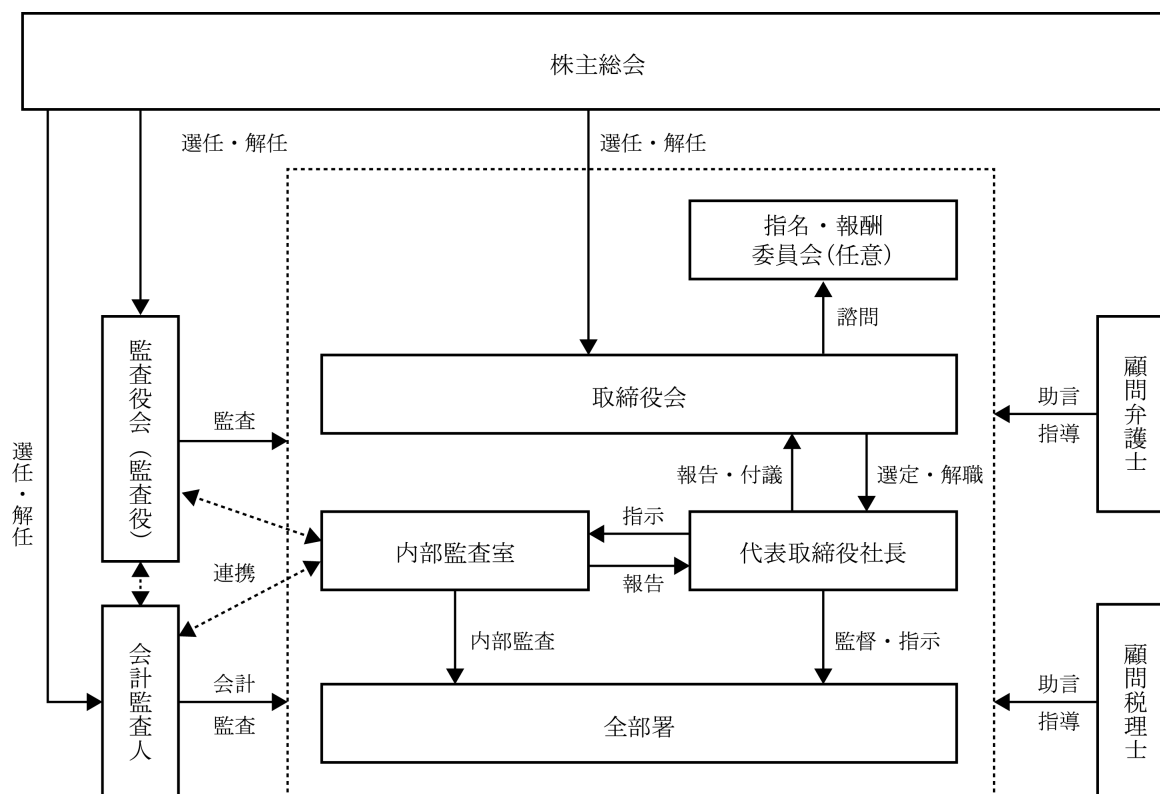 株主総会
選任・解任
選任・解任
指名・報酬
委員会(任意)
諮問
取締役会
監査役会（監査役）
監査
選任・解任
顧問弁護士
助言
指導
報告・付議
選定・解職
指示
内部監査室
代表取締役社長
報告
連携
内部監査
監督・指示
会計監査人
会計
監査
全部署
顧問税理士
助言
指導